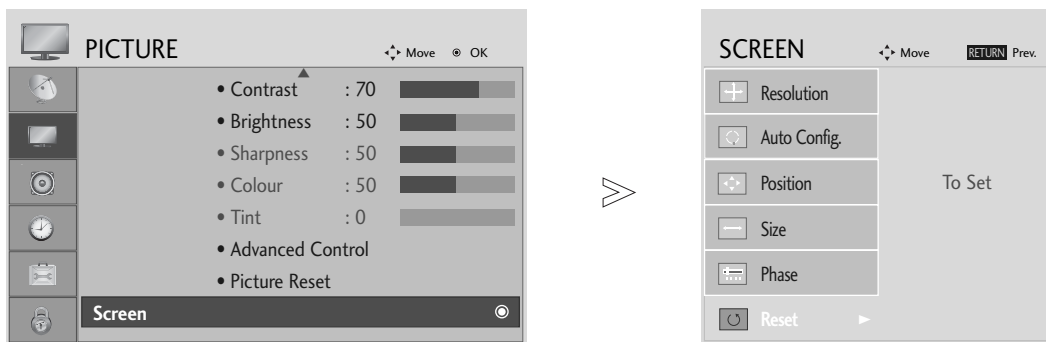 PICTURE
Move OK
• Contrast : 70
• Brightness : 50
• Sharpness : 50
• Colour : 50
• Tint : 0
• Advanced Control
• Picture Reset
Screen
SCREEN
Move RETURN Prev.
Resolution
Auto Config.
Position
Size
Phase
Reset
To Set